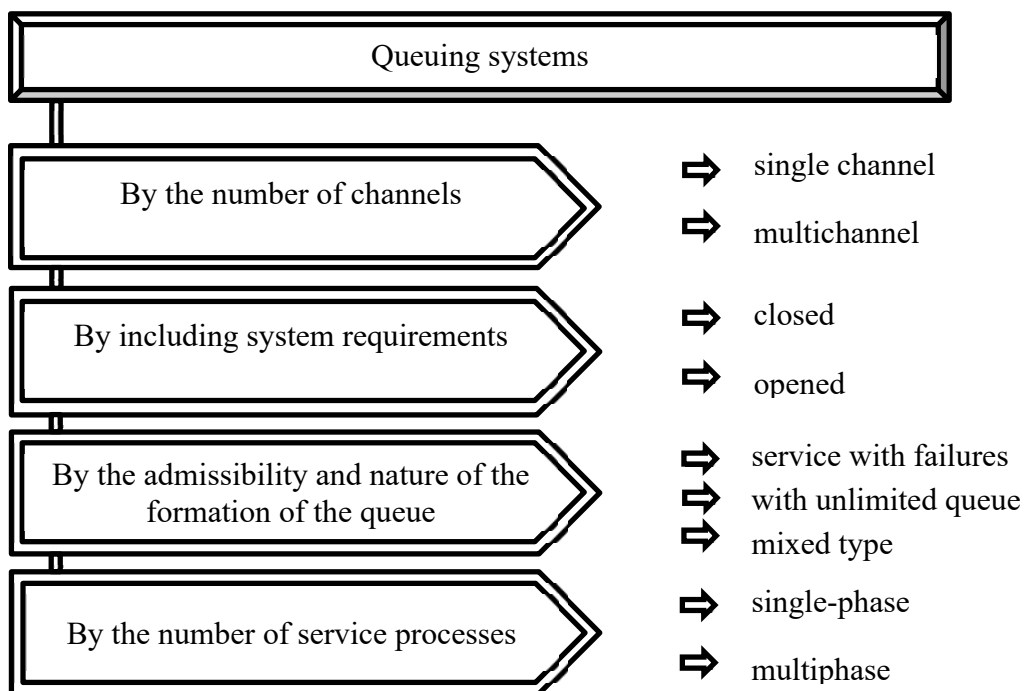 Queuing systems
By the number of channels
single channel
multichannel
By including system requirements
closed
opened
By the admissibility and nature of the
formation of the queue
service with failures
with unlimited queue
mixed type
By the number of service processes
single-phase
multiphase